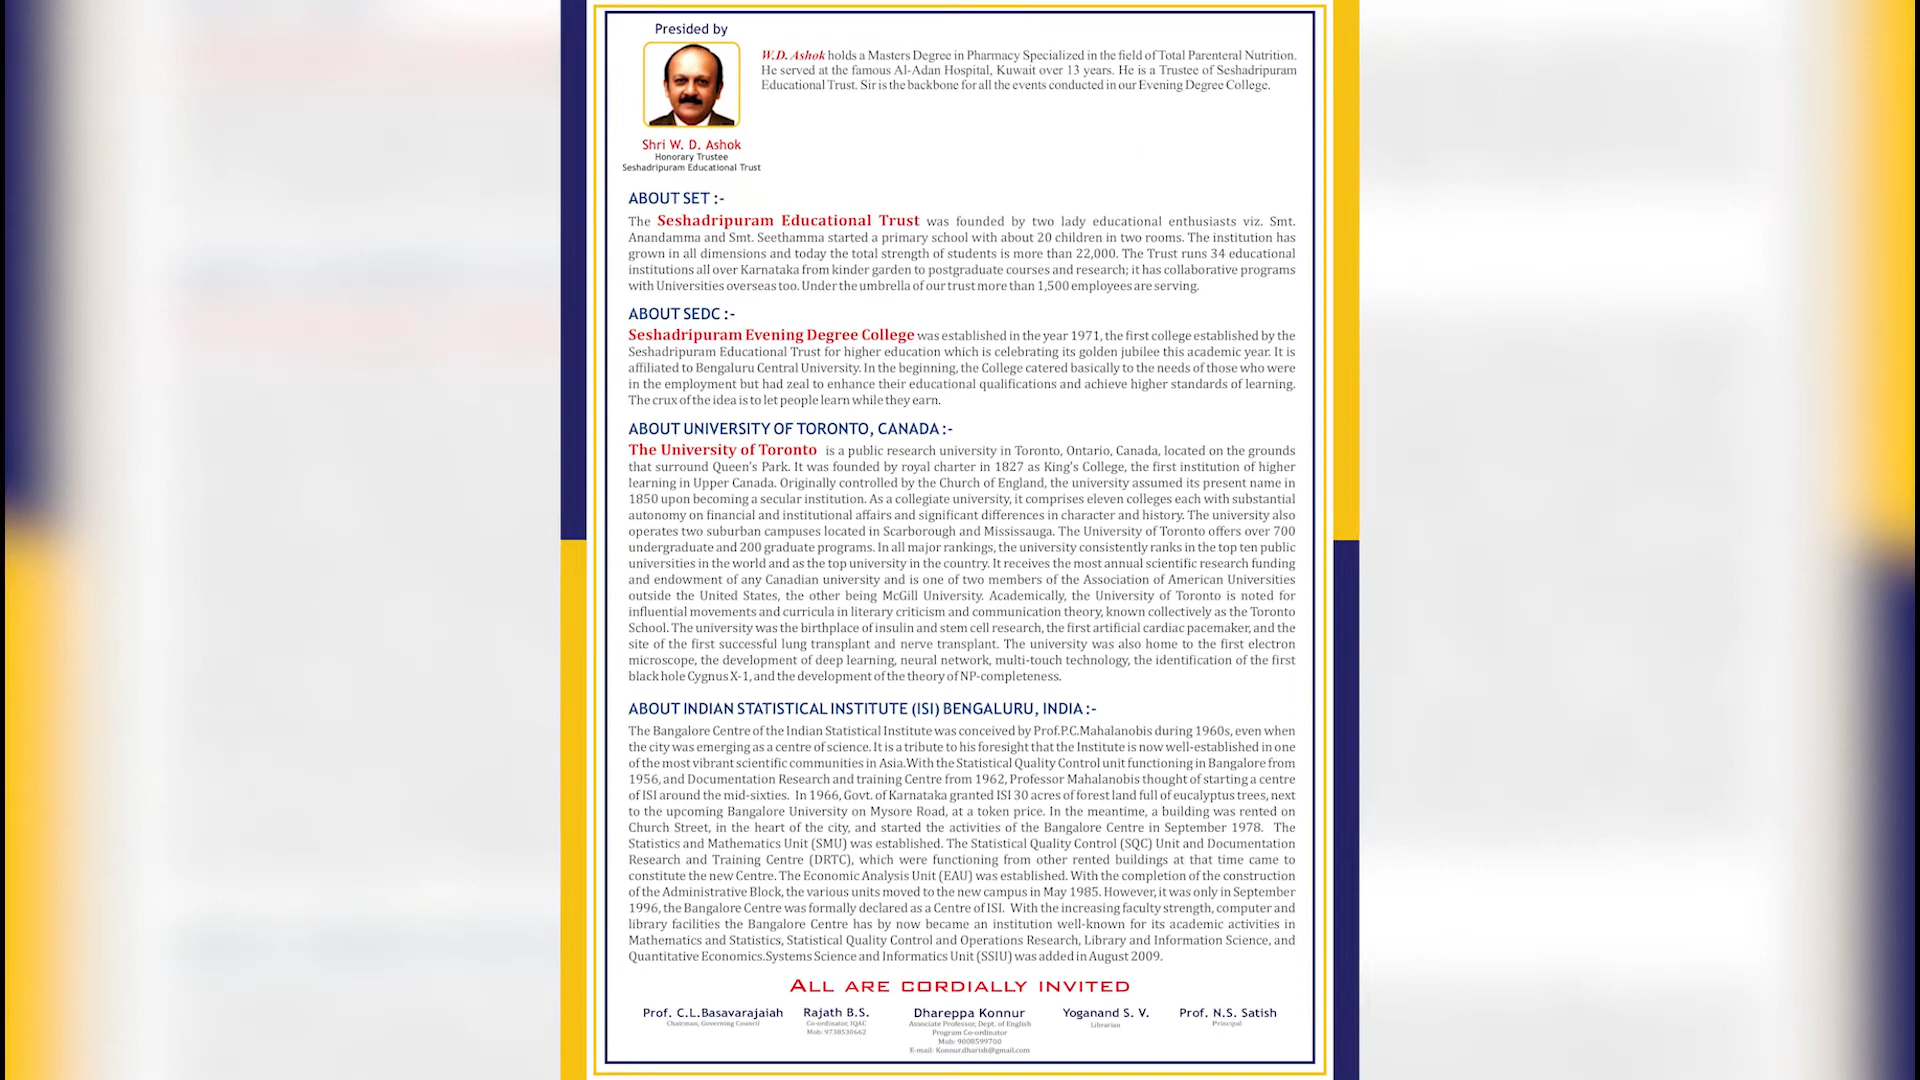 Presided by
W.D. Ashok holds a Masters Degree in Pharmacy Specialized in the field of Total Parenteral Nutrition.
He served at the famous Al-Adan Hospital, Kuwait over 13 years. He is a Trustee of Seshadripuram
Educational Trust. Sir is the backbone for all the events conducted in our Evening Degree College.
Shri W. D. Ashok
Honorary Trustee
Seshadripuram Educational Trust
ABOUT SET :-
The Seshadripuram Educational Trust was founded by two lady educational enthusiasts viz. Smt.
Anandamma and Smt. Seethamma started a primary school with about 20 children in two rooms. The institution has
grown in all dimensions and today the total strength of students is more than 22,000. The Trust runs 34 educational
institutions all over Karnataka from kinder garden to postgraduate courses and research; it has collaborative programs
with Universities overseas too. Under the umbrella of our trust more than 1,500 employees are serving.
ABOUT SEDC :-
Seshadripuram Evening Degree College was established in the year 1971, the first college established by the
Seshadripuram Educational Trust for higher education which is celebrating its golden jubilee this academic year. It is
affiliated to Bengaluru Central University. In the beginning, the College catered basically to the needs of those who were
in the employment but had zeal to enhance their educational qualifications and achieve higher standards of learning.
The crux of the idea is to let people learn while they earn.
ABOUT UNIVERSITY OF TORONTO, CANADA :-
The University of Toronto is a public research university in Toronto, Ontario, Canada, located on the grounds
that surround Queen's Park. It was founded by royal charter in 1827 as King's College, the first institution of higher
learning in Upper Canada. Originally controlled by the Church of England, the university assumed its present name in
1850 upon becoming a secular institution. As a collegiate university, it comprises eleven colleges each with substantial
autonomy on financial and institutional affairs and significant differences in character and history. The university also
operates two suburban campuses located in Scarborough and Mississauga. The University of Toronto offers over 700
undergraduate and 200 graduate programs. In all major rankings, the university consistently ranks in the top ten public
universities in the world and as the top university in the country. It receives the most annual scientific research funding
and endowment of any Canadian university and is one of two members of the Association of American Universities
outside the United States, the other being McGill University. Academically, the University of Toronto is noted for
influential movements and curricula in literary criticism and communication theory, known collectively as the Toronto
School. The university was the birthplace of insulin and stem cell research, the first artificial cardiac pacemaker, and the
site of the first successful lung transplant and nerve transplant. The university was also home to the first electron
microscope, the development of deep learning, neural network, multi-touch technology, the identification of the first
black hole Cygnus X-1, and the development of the theory of NP-completeness.
ABOUT INDIAN STATISTICAL INSTITUTE (ISI) BENGALURU, INDIA :-
The Bangalore Centre of the Indian Statistical Institute was conceived by Prof.P.C.Mahalanobis during 1960s, even when
the city was emerging as a centre of science. It is a tribute to his foresight that the Institute is now well-established in one
of the most vibrant scientific communities in Asia.With the Statistical Quality Control unit functioning in Bangalore from
1956, and Documentation Research and training Centre from 1962, Professor Mahalanobis thought of starting a centre
of ISI around the mid-sixties. In 1966, Govt. of Karnataka granted ISI 30 acres of forest land full of eucalyptus trees, next
to the upcoming Bangalore University on Mysore Road, at a token price. In the meantime, a building was rented on
Church Street, in the heart of the city, and started the activities of the Bangalore Centre in September 1978. The
Statistics and Mathematics Unit (SMU) was established. The Statistical Quality Control (SQC) Unit and Documentation
Research and Training Centre (DRTC), which were functioning from other rented buildings at that time came to
constitute the new Centre. The Economic Analysis Unit (EAU) was established. With the completion of the construction
of the Administrative Block, the various units moved to the new campus in May 1985. However, it was only in September
1996, the Bangalore Centre was formally declared as a Centre of ISI. With the increasing faculty strength, computer and
library facilities the Bangalore Centre has by now became an institution well-known for its academic activities in
Mathematics and Statistics, Statistical Quality Control and Operations Research, Library and Information Science, and
Quantitative Economics.Systems Science and Informatics Unit (SSIU) was added in August 2009.
ALL ARE CORDIALLY INVITED
Prof. C.L.Basavarajaiah Rajath B.S. Dhareppa Konnur Yoganand S. V. Prof. N.S. Satish
Chairman, Governing Council Co-ordinator, IQAC Associate Professor, Dept. of English Librarian Principal
Mob: 9738530662 Program Co-ordinator
Mob: 9008599700
E-mail: Konnur.dharish@gmail.com